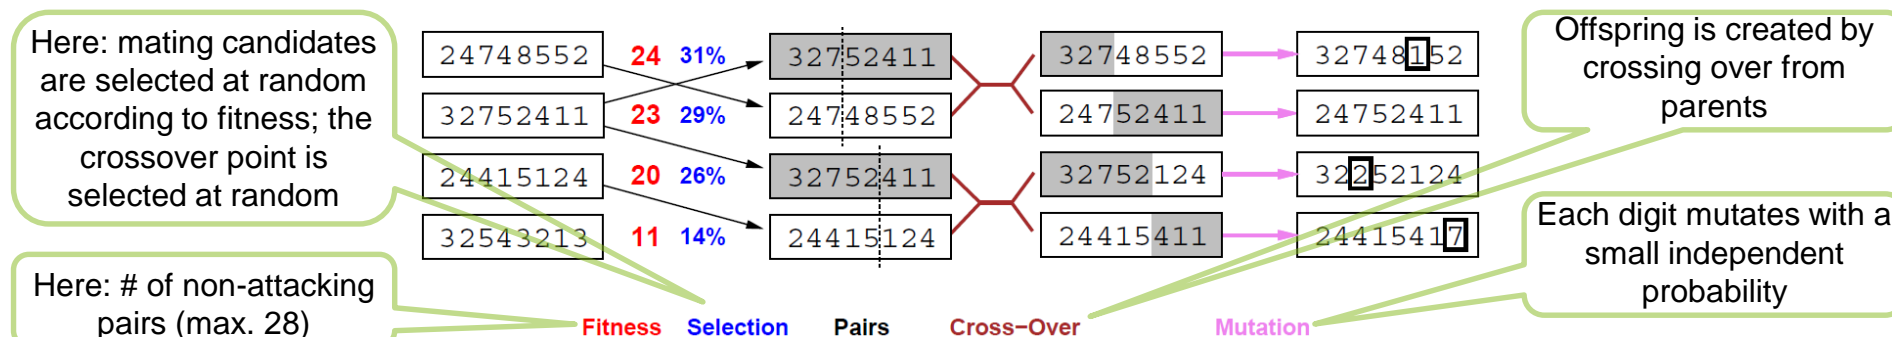 Here: mating candidates
are selected at random
according to fitness; the
crossover point is
selected at random
Here: # of non-attacking
pairs (max. 28)
24748552 24 31% 32752411 32748552 32748152
32752411 23 29% 24748552 24752411 24752411
24415124 20 26% 32752411 32752124 32252124
32543213 11 14% 24415124 24415411 24415417
Fitness Selection Pairs Cross-Over Mutation
Offspring is created by
crossing over from
parents
Each digit mutates with a
small independent
probability